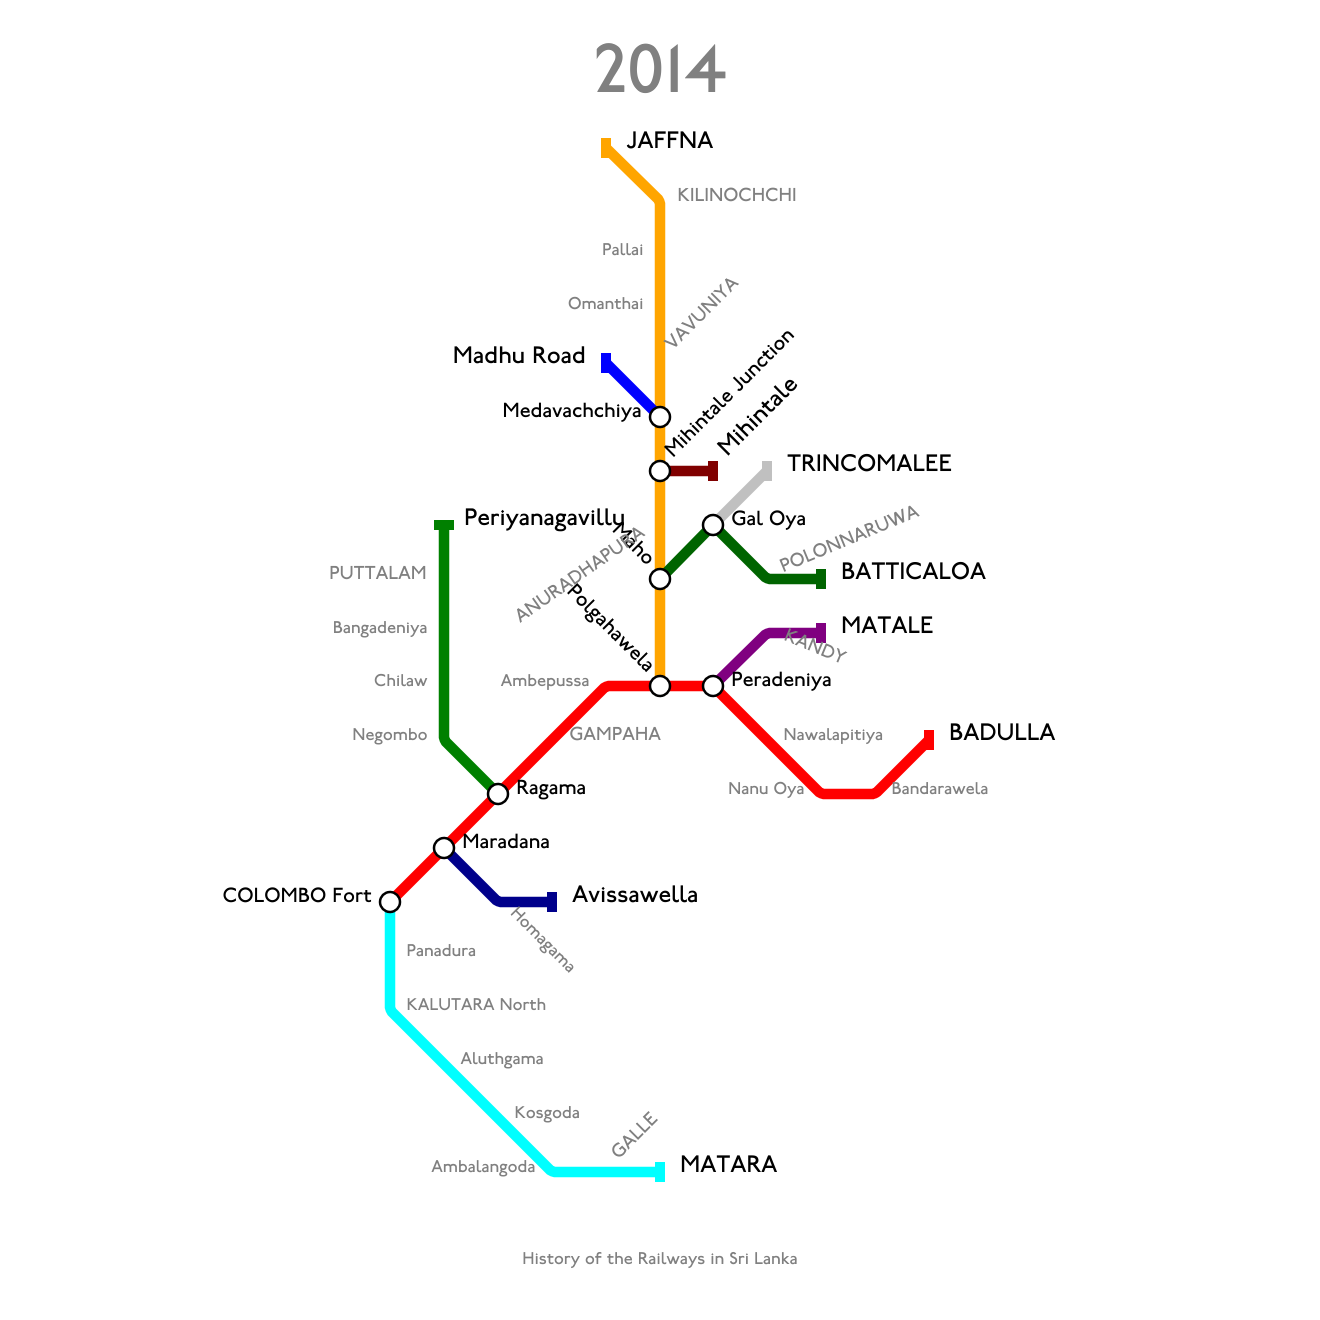 2014
JAFFNA
KILINOCHCHI
Pallai
Omanthai
VAVUNIYA
Madhu Road
Medavachchiya
Mihintale Junction
Mihintale
TRINCOMALEE
Periyanagavillu
Maho
Gal Oya
ANURADHAPURA
POLONNARUWA
PUTTALAM
BATTICALOA
Polgahawela
Bangadeniya
MATALE
KANDY
Chilaw
Ambepussa
Peradeniya
Negombo
GAMPAHA
Nawalapitiya
BADULLA
Ragama
Nanu Oya
Bandarawela
Maradana
COLOMBO Fort
Avissawella
Homagama
Panadura
KALUTARA North
Aluthgama
Kosgoda
GALLE
Ambalangoda
MATARA
History of the Railways in Sri Lanka